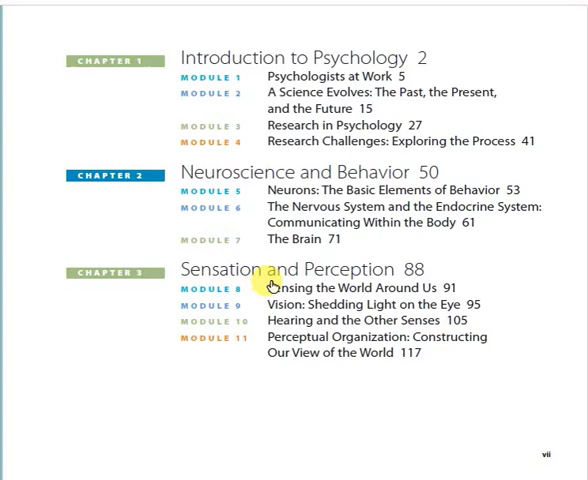 CHAPTER 1 Introduction to Psychology 2
MODULE 1 Psychologists at Work 5
MODULE 2 A Science Evolves: The Past, the Present,
and the Future 15
MODULE 3 Research in Psychology 27
MODULE 4 Research Challenges: Exploring the Process 41
CHAPTER 2 Neuroscience and Behavior 50
MODULE 5 Neurons: The Basic Elements of Behavior 53
MODULE 6 The Nervous System and the Endocrine System:
Communicating Within the Body 61
MODULE 7 The Brain 71
CHAPTER 3 Sensation and Perception 88
MODULE 8 the World Around Us 91
MODULE 9 Vision: Shedding Light on the Eye 95
MODULE 10 Hearing and the Other Senses 105
MODULE 11 Perceptual Organization: Constructing
Our View of the World 117
vii